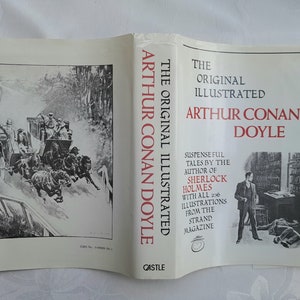 THE ORIGINAL ILLUSTRATED
ARTHUR CONAN DOYLE
CASTLE
THE
ORIGINAL
ILLUSTRATED
ARTHUR CONAN
DOYLE
SUSPENSEFUL
TALES BY THE
AUTHOR OF
SHERLOCK
HOLMES
WITH ALL
ILLUSTRATIONS
FROM THE
STRAND
MAGAZINE